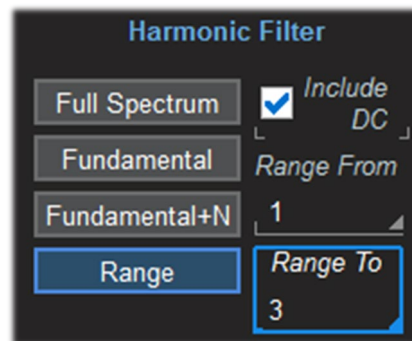 Harmonic Filter
Full Spectrum
Include
DC
Fundamental
Range From
Fundamental+N
1
Range
Range To
3